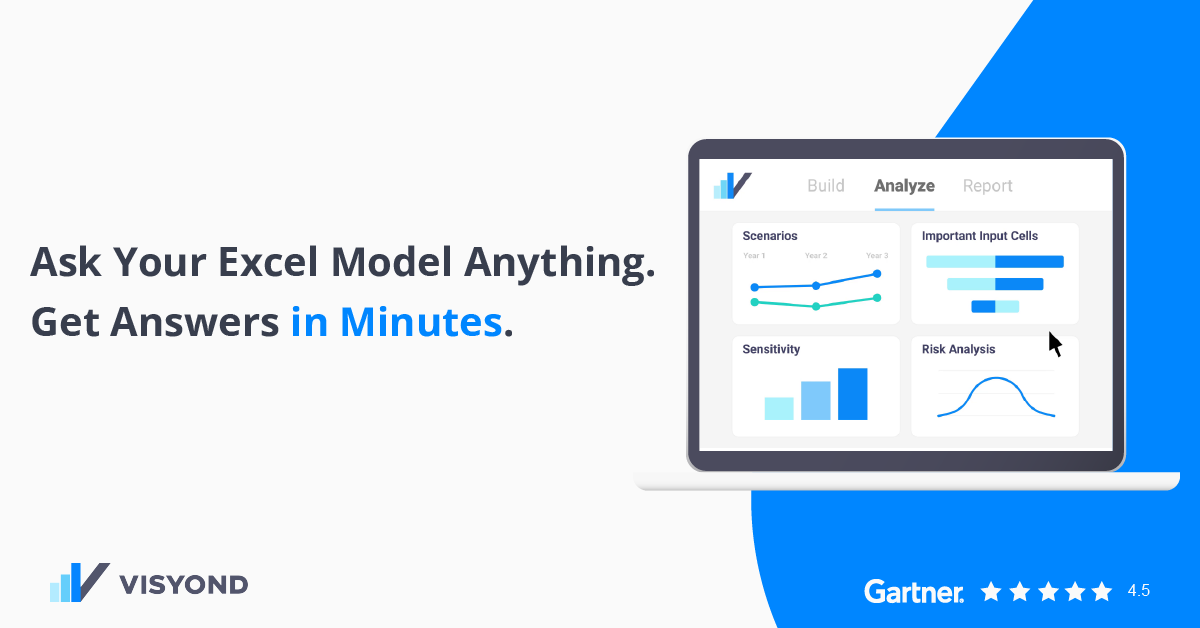 Ask Your Excel Model Anything.
Get Answers in Minutes.
VISYOND
Build Analyze Report
Scenarios
Year 1 Year 2 Year 3
Important Input Cells
Sensitivity
Risk Analysis
Gartner. 4.5